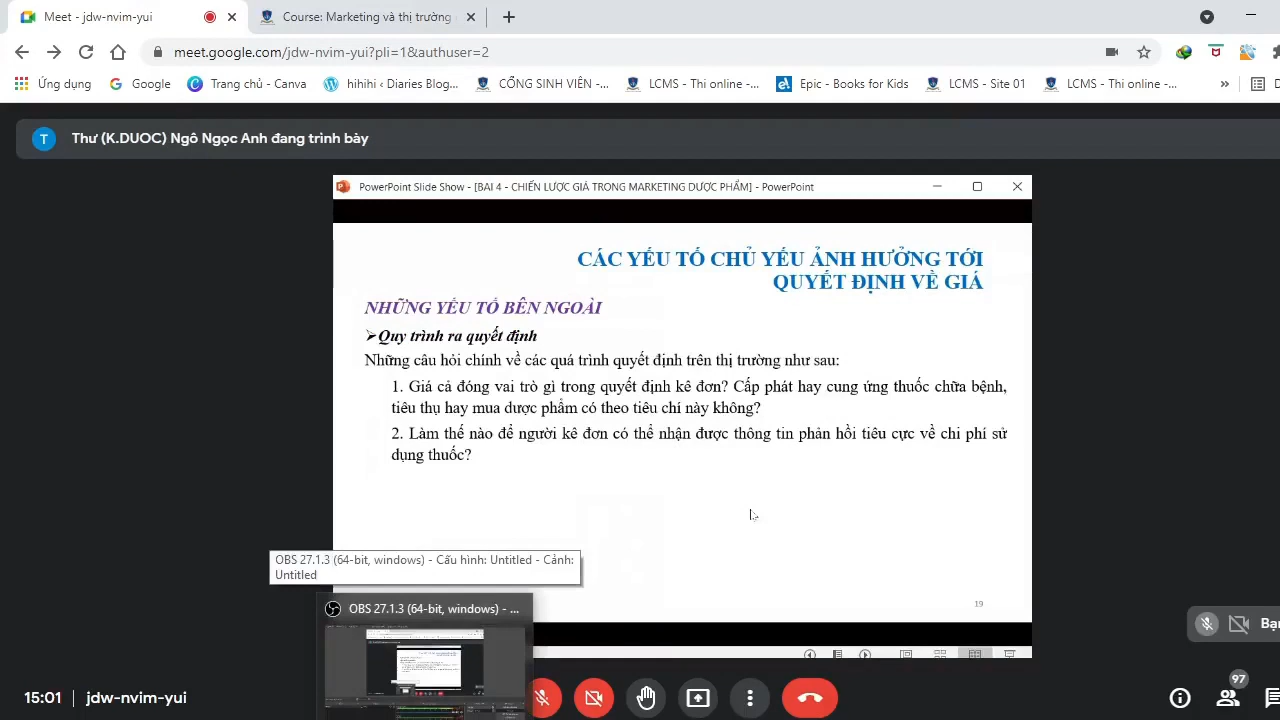 Meet - jdw-nvim-yui
Course: Marketing và thị trường
meet.google.com/jdw-nvim-yui?pli=1&authuser=2
Ứng dụng
Google
Trang chủ - Canva
hihihi ‹ Diaries Blog...
CỔNG SINH VIÊN -...
LCMS - Thi online -...
Epic - Books for Kids
LCMS - Site 01
LCMS - Thi online -...
T
Thư (K.DUOC) Ngô Ngọc Anh đang trình bày
PowerPoint Slide Show - [BAI 4 - CHIẾN LƯỢC GIÁ TRONG MARKETING DƯỢC PHẨM] - PowerPoint
CÁC YẾU TỐ CHỦ YẾU ẢNH HƯỞNG TỚI
QUYẾT ĐỊNH VỀ GIÁ
NHỮNG YẾU TỐ BÊN NGOÀI
➢Quy trình ra quyết định
Những câu hỏi chính về các quá trình quyết định trên thị trường như sau:
1. Giá cả đóng vai trò gì trong quyết định kê đơn? Cấp phát hay cung ứng thuốc chữa bệnh,
tiêu thụ hay mua dược phẩm có theo tiêu chí này không?
2. Làm thế nào để người kê đơn có thể nhận được thông tin phản hồi tiêu cực về chi phí sử
dụng thuốc?
19
OBS 27.1.3 (64-bit, windows) - Cấu hình: Untitled - Cảnh:
Untitled
OBS 27.1.3 (64-bit, windows) - ...
15:01
jdw-nvim-yui
97